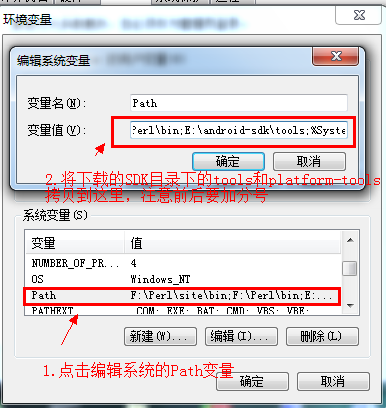 环境变量
编辑系统变量
变量名(N):
Path
变量值(V):
Perl\bin;E:\android-sdk\tools;%Syste
确定
取消
2.将下载的SDK目录下的tools和platform-tools
拷贝到这里，注意前后要加分号
系统变量(S)
变量
值
NUMBER_OF_PR...
4
OS
Windows_NT
Path
F:\Perl\site\bin;F:\Perl\bin;E:...
PATHEXT
.COM;.EXE;.BAT;.CMD;.VBS;.VBE;
新建(W)...
编辑(I)...
删除(L)
1.点击编辑系统的Path变量
确定
取消